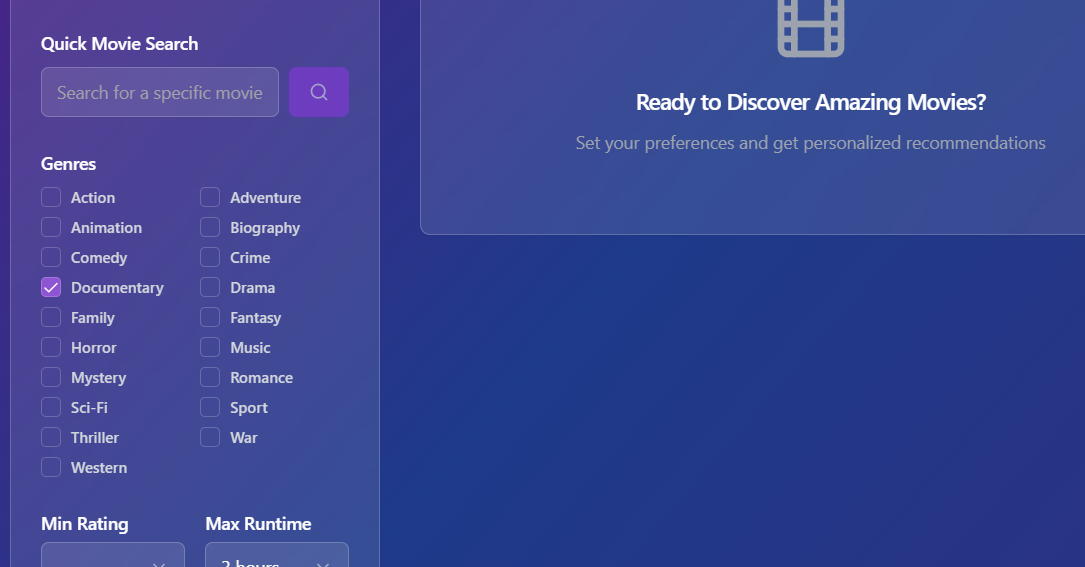 Quick Movie Search
Search for a specific movie
Genres
Action
Adventure
Animation
Biography
Comedy
Crime
Documentary
Drama
Family
Fantasy
Horror
Music
Mystery
Romance
Sci-Fi
Sport
Thriller
War
Western
Min Rating
Max Runtime
2 hours
Ready to Discover Amazing Movies?
Set your preferences and get personalized recommendations